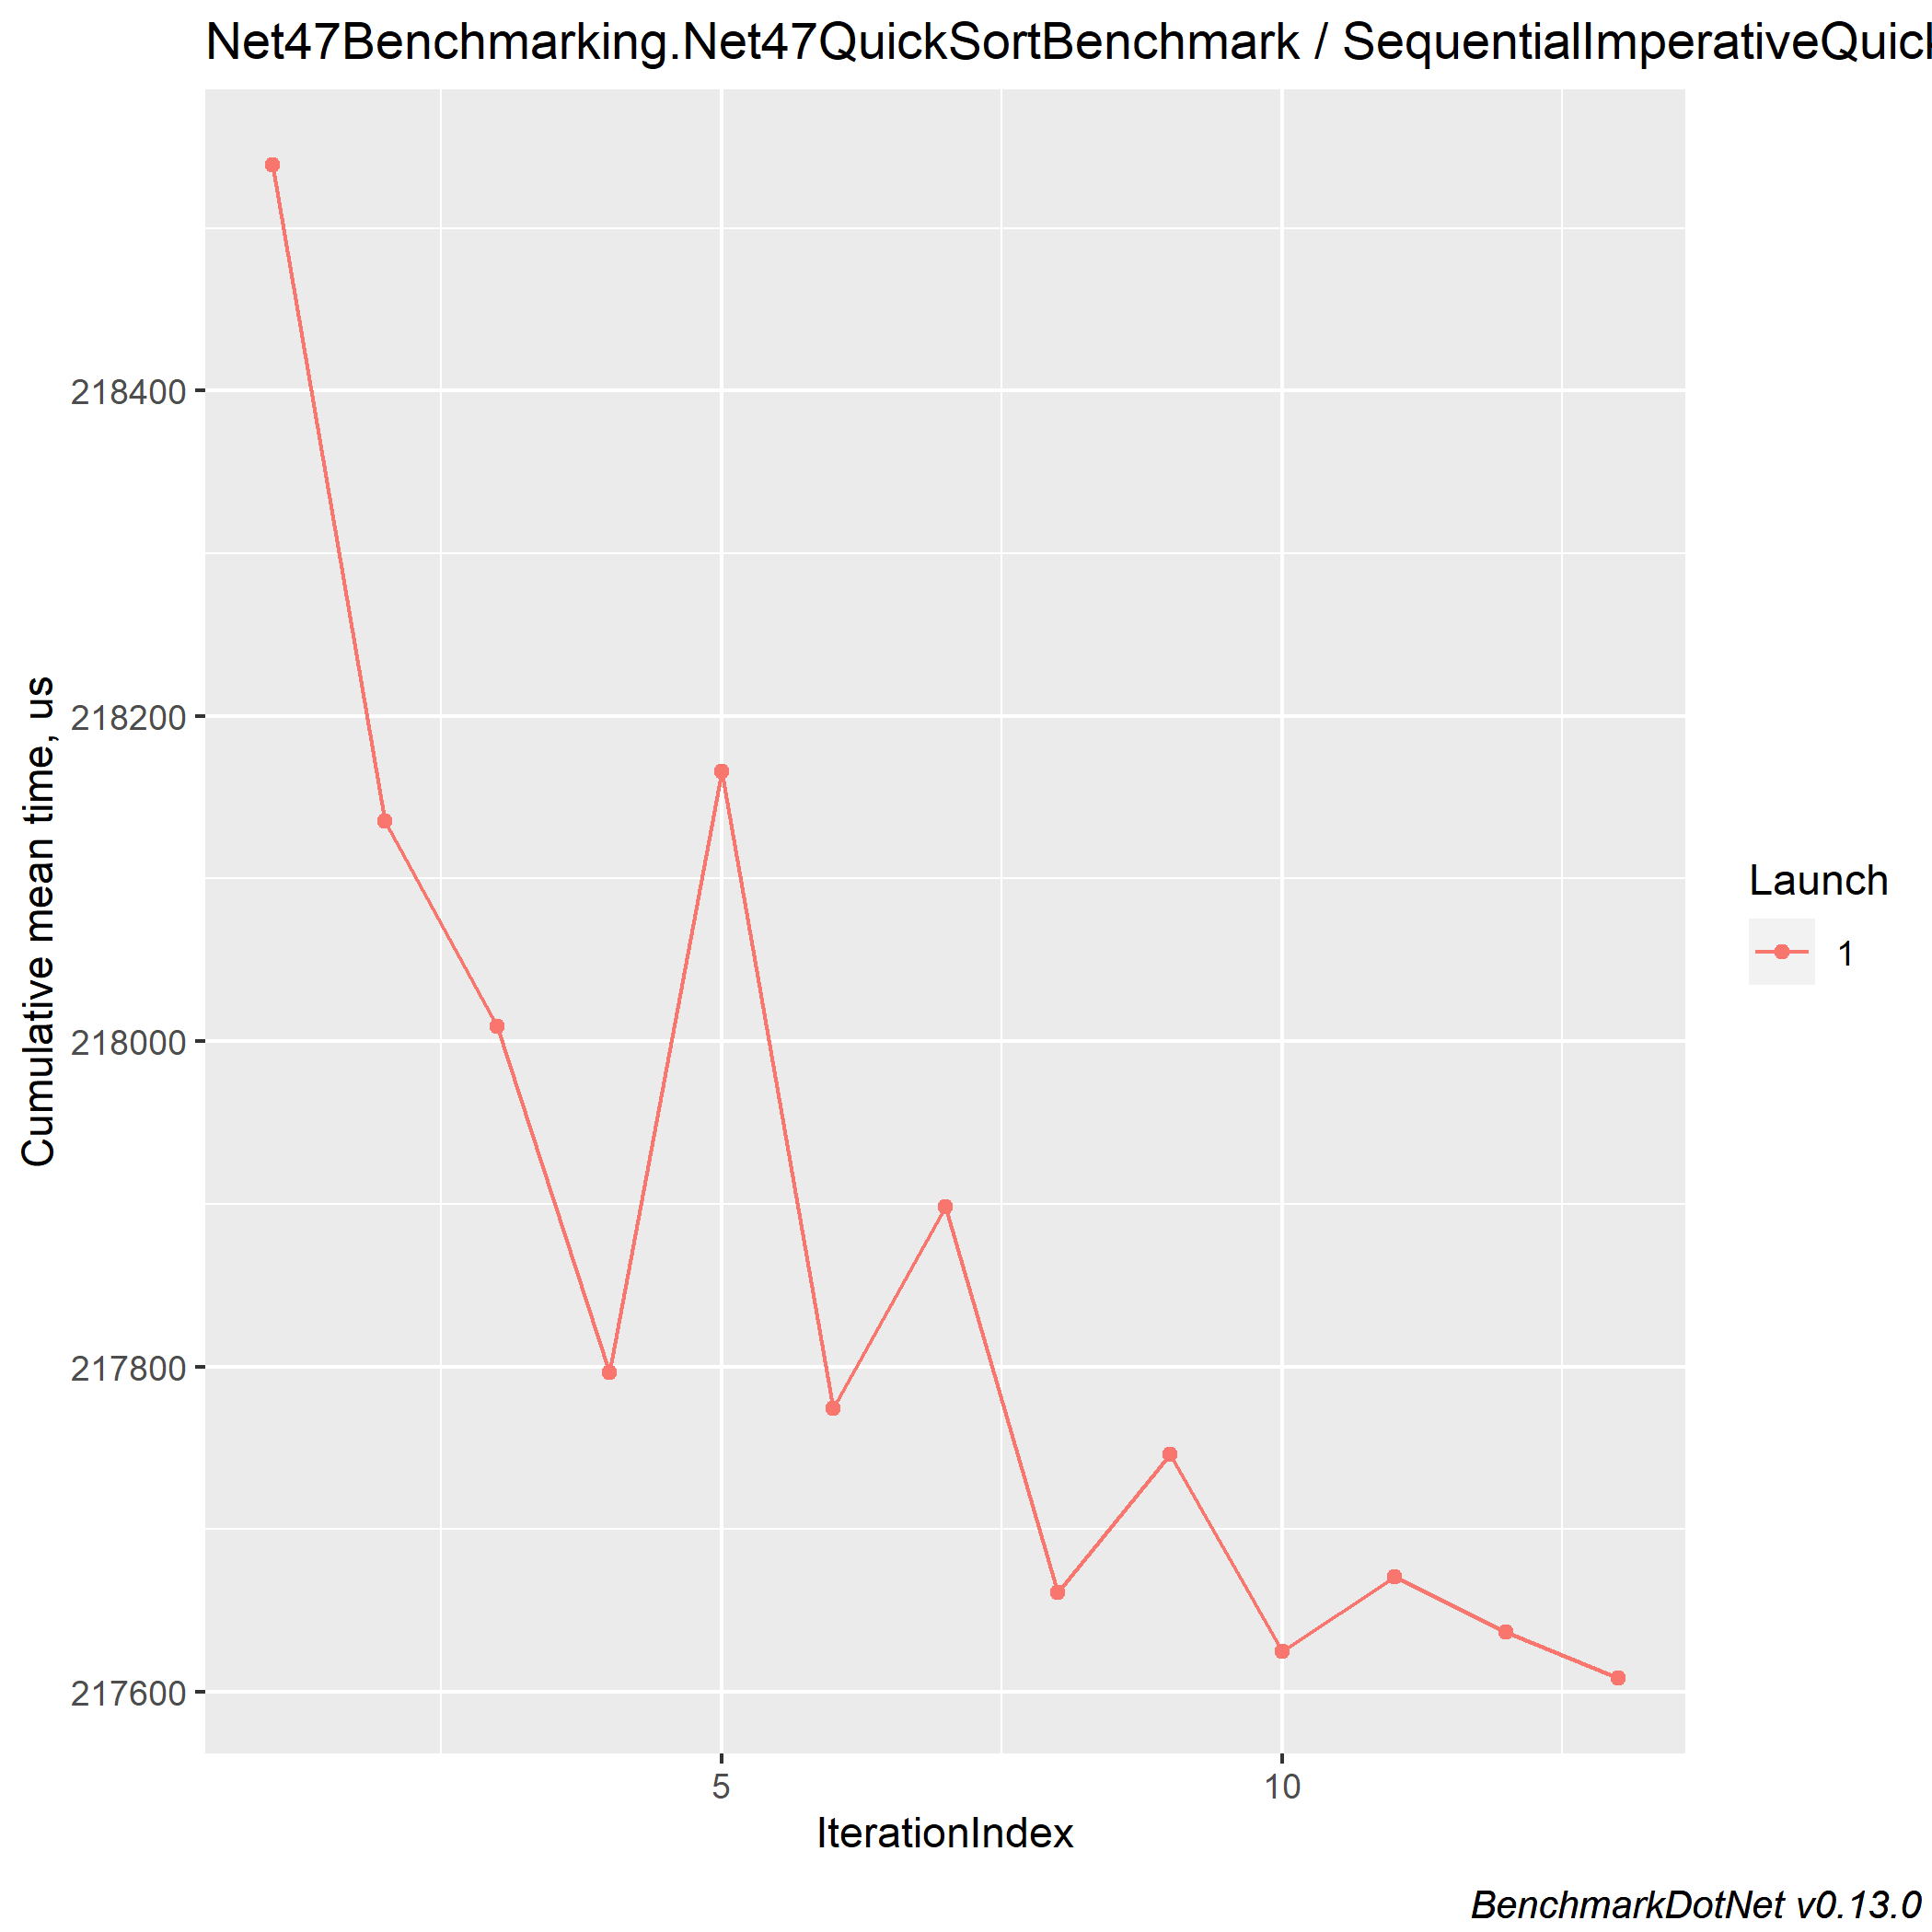 Net47Benchmarking.Net47QuickSortBenchmark / SequentialImperativeQuic
218400
218200
218000
217800
217600
Cumulative mean time, us
5
10
IterationIndex
Launch
1
BenchmarkDotNet v0.13.0